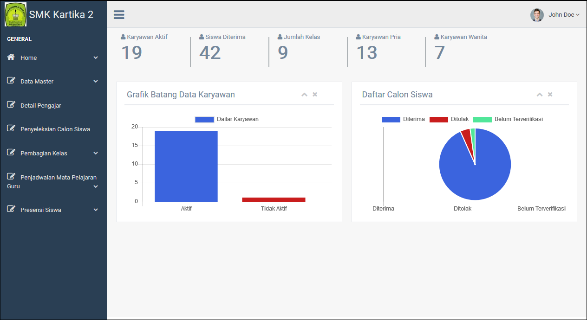 SMK Kartika 2
John Doe
GENERAL
Home
Data Master
Detail Pengajar
Penyeleksian Calon Siswa
Pembagian Kelas
Penjadwalan Mata Pelajaran
Guru
Presensi Siswa
Karyawan Aktif
19
Siswa Diterima
42
Jumlah Kelas
9
Karyawan Pria
13
Karyawan Wanita
7
Grafik Batang Data Karyawan
Daftar Karyawan
20
15
10
5
0
Aktif
Tidak Aktif
Daftar Calon Siswa
Diterima
Ditolak
Belum Terverifikasi
Diterima
Ditolak
Belum Terverifikasi